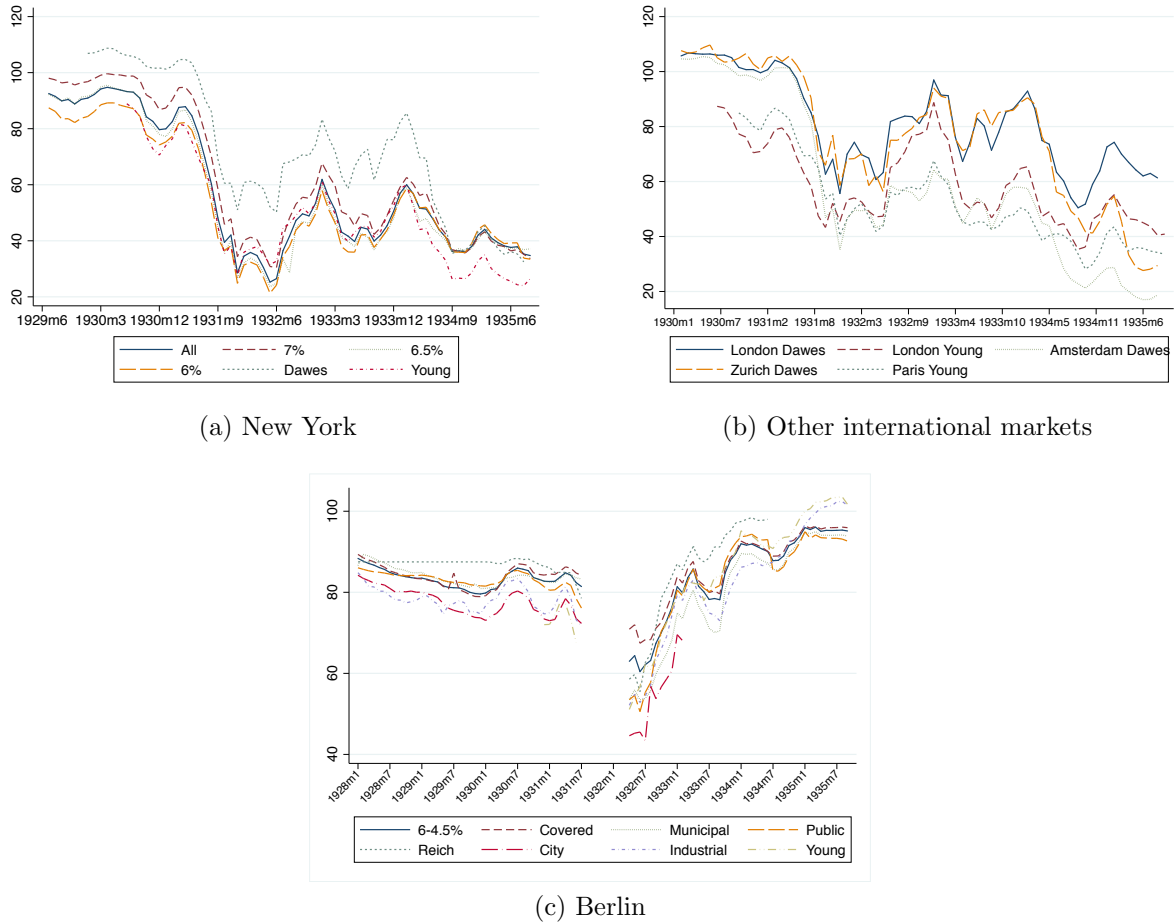 120
100
80
60
40
20
1929m6 1930m3 1930m12 1931m9 1932m6 1933m3 1933m12 1934m9 1935m6
All 7% 6.5%
6% Dawes Young
(a) New York
120
100
80
60
40
20
1930m1 1930m7 1931m2 1931m8 1932m3 1932m9 1933m4 1933m10 1934m5 1934m11 1935m6
London Dawes London Young Amsterdam Dawes
Zurich Dawes Paris Young
(b) Other international markets
100
80
60
40
1928m1 1928m7 1929m1 1929m7 1930m1 1930m7 1931m1 1931m7 1932m1 1932m7 1933m1 1933m7 1934m1 1934m7 1935m1 1935m7
6-4.5% Covered Municipal Public
Reich City Industrial Young
(c) Berlin